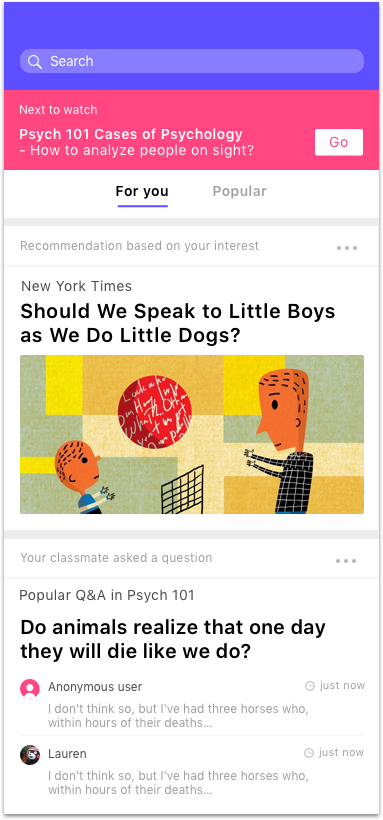 Search
Next to watch
Psych 101 Cases of Psychology
- How to analyze people on sight?
Go
For you
Popular
Recommendation based on your interest
New York Times
Should We Speak to Little Boys
as We Do Little Dogs?
Your classmate asked a question
Popular Q&A in Psych 101
Do animals realize that one day
they will die like we do?
Anonymous user
just now
I don't think so, but I've had three horses who,
within hours of their deaths...
Lauren
just now
I don't think so, but I've had three horses who,
within hours of their deaths...